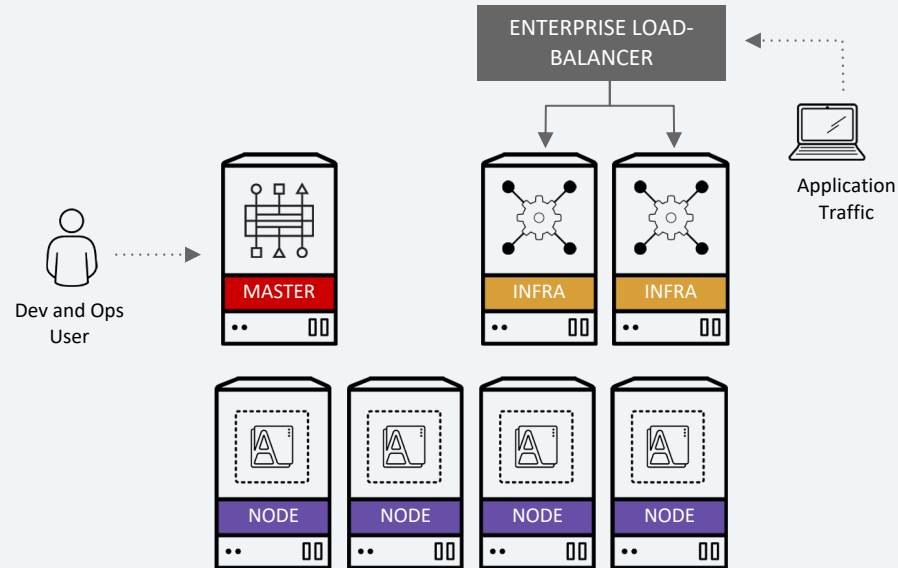 ENTERPRISE LOAD-
BALANCER
Application
Traffic
MASTER
INFRA
INFRA
Dev and Ops
User
NODE
NODE
NODE
NODE